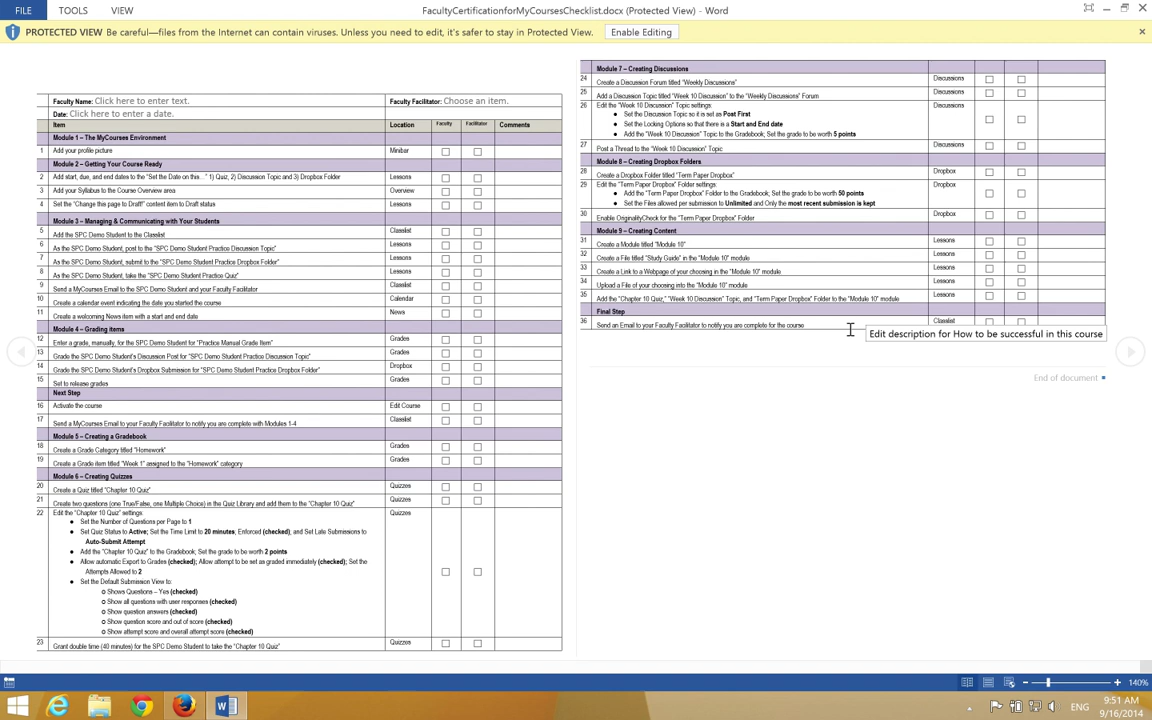 FILE TOOLS VIEW FacultyCertificationforMyCoursesChecklist.docx (Protected View) - Word
PROTECTED VIEW Be careful—files from the Internet can contain viruses. Unless you need to edit, it's safer to stay in Protected View. Enable Editing
Faculty Name: Click here to enter text. Faculty Facilitator: Choose an item.
Date: Click here to enter a date.
Item Location Faculty Facilitator Comments
Module 1 – The MyCourses Environment
1 Add your profile picture Minibar
Module 2 – Getting Your Course Ready
2 Add start, due, and end dates to the "Set the Date on this…" 1) Quiz, 2) Discussion Topic and 3) Dropbox Folder Lessons
3 Add your Syllabus to the Course Overview area Overview
4 Set the "Change this page to Draft!" content item to Draft status Lessons
Module 3 – Managing & Communicating with Your Students
5 Add the SPC Demo Student to the Classlist Classlist
6 As the SPC Demo Student, post to the "SPC Demo Student Practice Discussion Topic" Lessons
7 As the SPC Demo Student, submit to the "SPC Demo Student Practice Dropbox Folder" Lessons
8 As the SPC Demo Student, take the "SPC Demo Student Practice Quiz" Lessons
9 Send a MyCourses Email to the SPC Demo Student and your Faculty Facilitator Classlist
10 Create a calendar event indicating the date you started the course Calendar
11 Create a welcoming News item with a start and end date News
Module 4 – Grading items
12 Enter a grade, manually, for the SPC Demo Student for "Practice Manual Grade Item" Grades
13 Grade the SPC Demo Student's Discussion Post for "SPC Demo Student Practice Discussion Topic" Grades
14 Grade the SPC Demo Student's Dropbox Submission for "SPC Demo Student Practice Dropbox Folder" Dropbox
15 Set to release grades Grades
Next Step
16 Activate the course Edit Course
17 Send a MyCourses Email to your Faculty Facilitator to notify you are complete with Modules 1-4 Classlist
Module 5 – Creating a Gradebook
18 Create a Grade Category titled "Homework" Grades
19 Create a Grade item titled "Week 1" assigned to the "Homework" category Grades
Module 6 – Creating Quizzes
20 Create a Quiz titled "Chapter 10 Quiz" Quizzes
21 Create two questions (one True/False, one Multiple Choice) in the Quiz Library and add them to the "Chapter 10 Quiz" Quizzes
22 Edit the "Chapter 10 Quiz" settings: Quizzes
● Set the Number of Questions per Page to 1
● Set Quiz Status to Active; Set the Time Limit to 20 minutes; Enforced (checked); and Set Late Submissions to
Auto-Submit Attempt
● Add the "Chapter 10 Quiz" to the Gradebook; Set the grade to be worth 2 points
● Allow automatic Export to Grades (checked); Allow attempt to be set as graded immediately (checked); Set the
Attempts Allowed to 2
● Set the Default Submission View to:
o Shows Questions – Yes (checked)
o Show all questions with user responses (checked)
o Show question answers (checked)
o Show question score and out of score (checked)
o Show attempt score and overall attempt score (checked)
23 Grant double time (40 minutes) for the SPC Demo Student to take the "Chapter 10 Quiz" Quizzes
Module 7 – Creating Discussions
24 Create a Discussion Forum titled "Weekly Discussions" Discussions
25 Add a Discussion Topic titled "Week 10 Discussion" to the "Weekly Discussions" Forum Discussions
26 Edit the "Week 10 Discussion" Topic settings: Discussions
● Set the Discussion Topic so it is set as Post First
● Set the Locking Options so that there is a Start and End date
● Add the "Week 10 Discussion" Topic to the Gradebook; Set the grade to be worth 5 points
27 Post a Thread to the "Week 10 Discussion" Topic Discussions
Module 8 – Creating Dropbox Folders
28 Create a Dropbox Folder titled "Term Paper Dropbox" Dropbox
29 Edit the "Term Paper Dropbox" Folder settings: Dropbox
● Add the "Term Paper Dropbox" Folder to the Gradebook; Set the grade to be worth 50 points
● Set the Files allowed per submission to Unlimited and Only the most recent submission is kept
30 Enable OriginalityCheck for the "Term Paper Dropbox" Folder Dropbox
Module 9 – Creating Content
31 Create a Module titled "Module 10" Lessons
32 Create a File titled "Study Guide" in the "Module 10" module Lessons
33 Create a Link to a Webpage of your choosing in the "Module 10" module Lessons
34 Upload a File of your choosing into the "Module 10" module Lessons
35 Add the "Chapter 10 Quiz," "Week 10 Discussion" Topic, and "Term Paper Dropbox" Folder to the "Module 10" module Lessons
Final Step
36 Send an Email to your Faculty Facilitator to notify you are complete for the course Classlist
Edit description for How to be successful in this course
End of document
140%
ENG 9:51 AM
9/16/2014